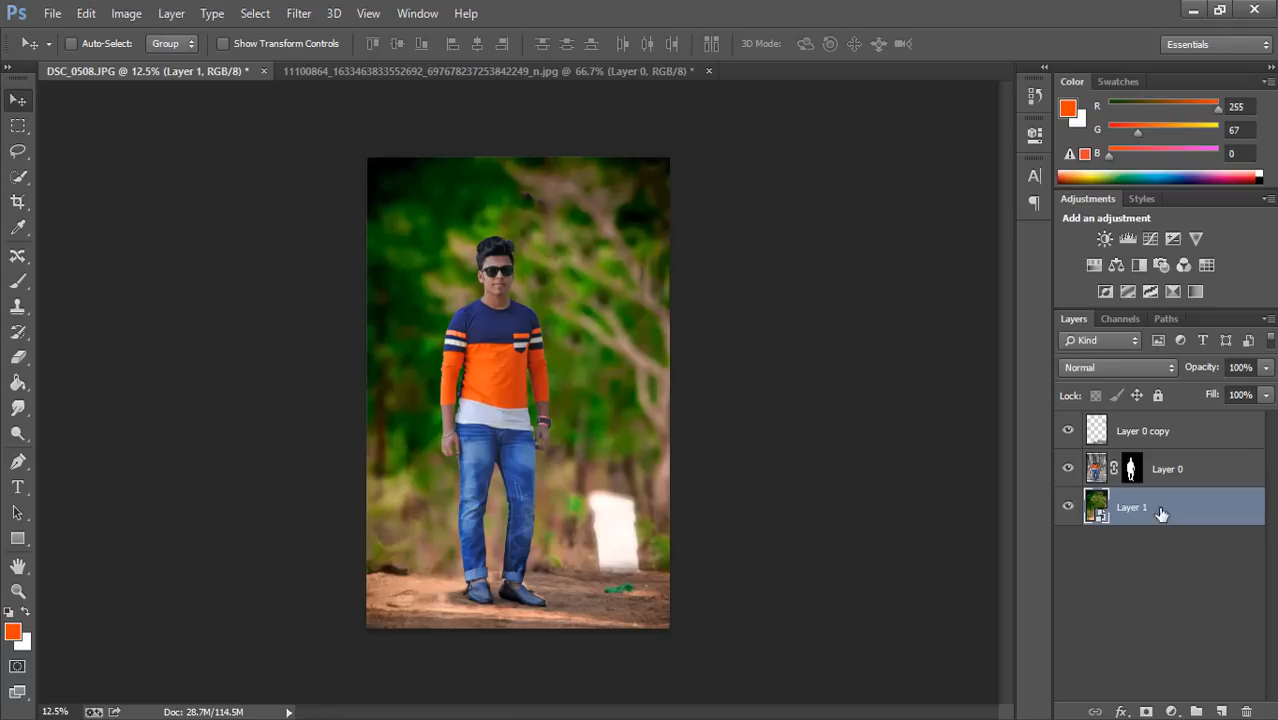 Ps File Edit Image Layer Type Select Filter 3D View Window Help
Auto-Select: Group Show Transform Controls 3D Mode: Essentials
DSC_0508.JPG @ 12.5% (Layer 1, RGB/8) * × 11100864_1633463833552692_6976782372538422​49_n.jpg @ 66.7% (Layer 0, RGB/8) * ×
Color Swatches
R 255
G 67
B 0
Adjustments Styles
Add an adjustment
Layers Channels Paths
Kind
Normal Opacity: 100%
Lock: Fill: 100%
Layer 0 copy
Layer 0
Layer 1
12.5% Doc: 28.7M/114.5M